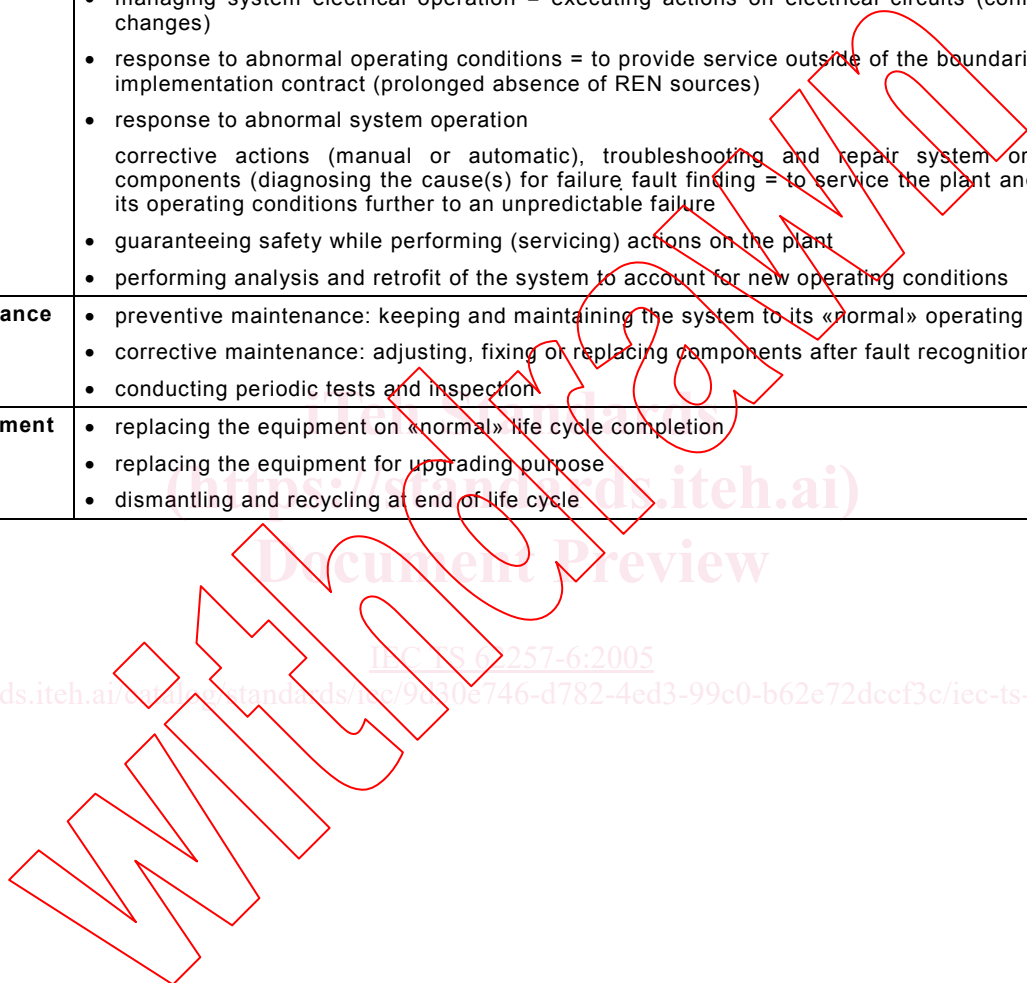 • managing system electrical operation = executing actions on electrical circuits (con
changes)
• response to abnormal operating conditions = to provide service outside of the boundari
implementation contract (prolonged absence of REN sources)
• response to abnormal system operation
corrective actions (manual or automatic), troubleshooting and repair system or
components (diagnosing the cause(s) for failure, fault finding = to service the plant and
its operating conditions further to an unpredictable failure
• guaranteeing safety while performing (servicing) actions on the plant
• performing analysis and retrofit of the system to account for new operating conditions
ance • preventive maintenance: keeping and maintaining the system to its «normal» operating
• corrective maintenance: adjusting, fixing or replacing components after fault recognition
• conducting periodic tests and inspection
ment • replacing the equipment on «normal» life cycle completion
• replacing the equipment for upgrading purpose
• dismantling and recycling at end of life cycle
iTeh Standards
(https://standards.iteh.ai)
Document Preview
IEC TS 62257-6:2005
ds.iteh.ai/catalog/standards/iec/9d30e746-d782-4ed3-99c0-b62e72dccf3c/iec-ts-
withdrawn